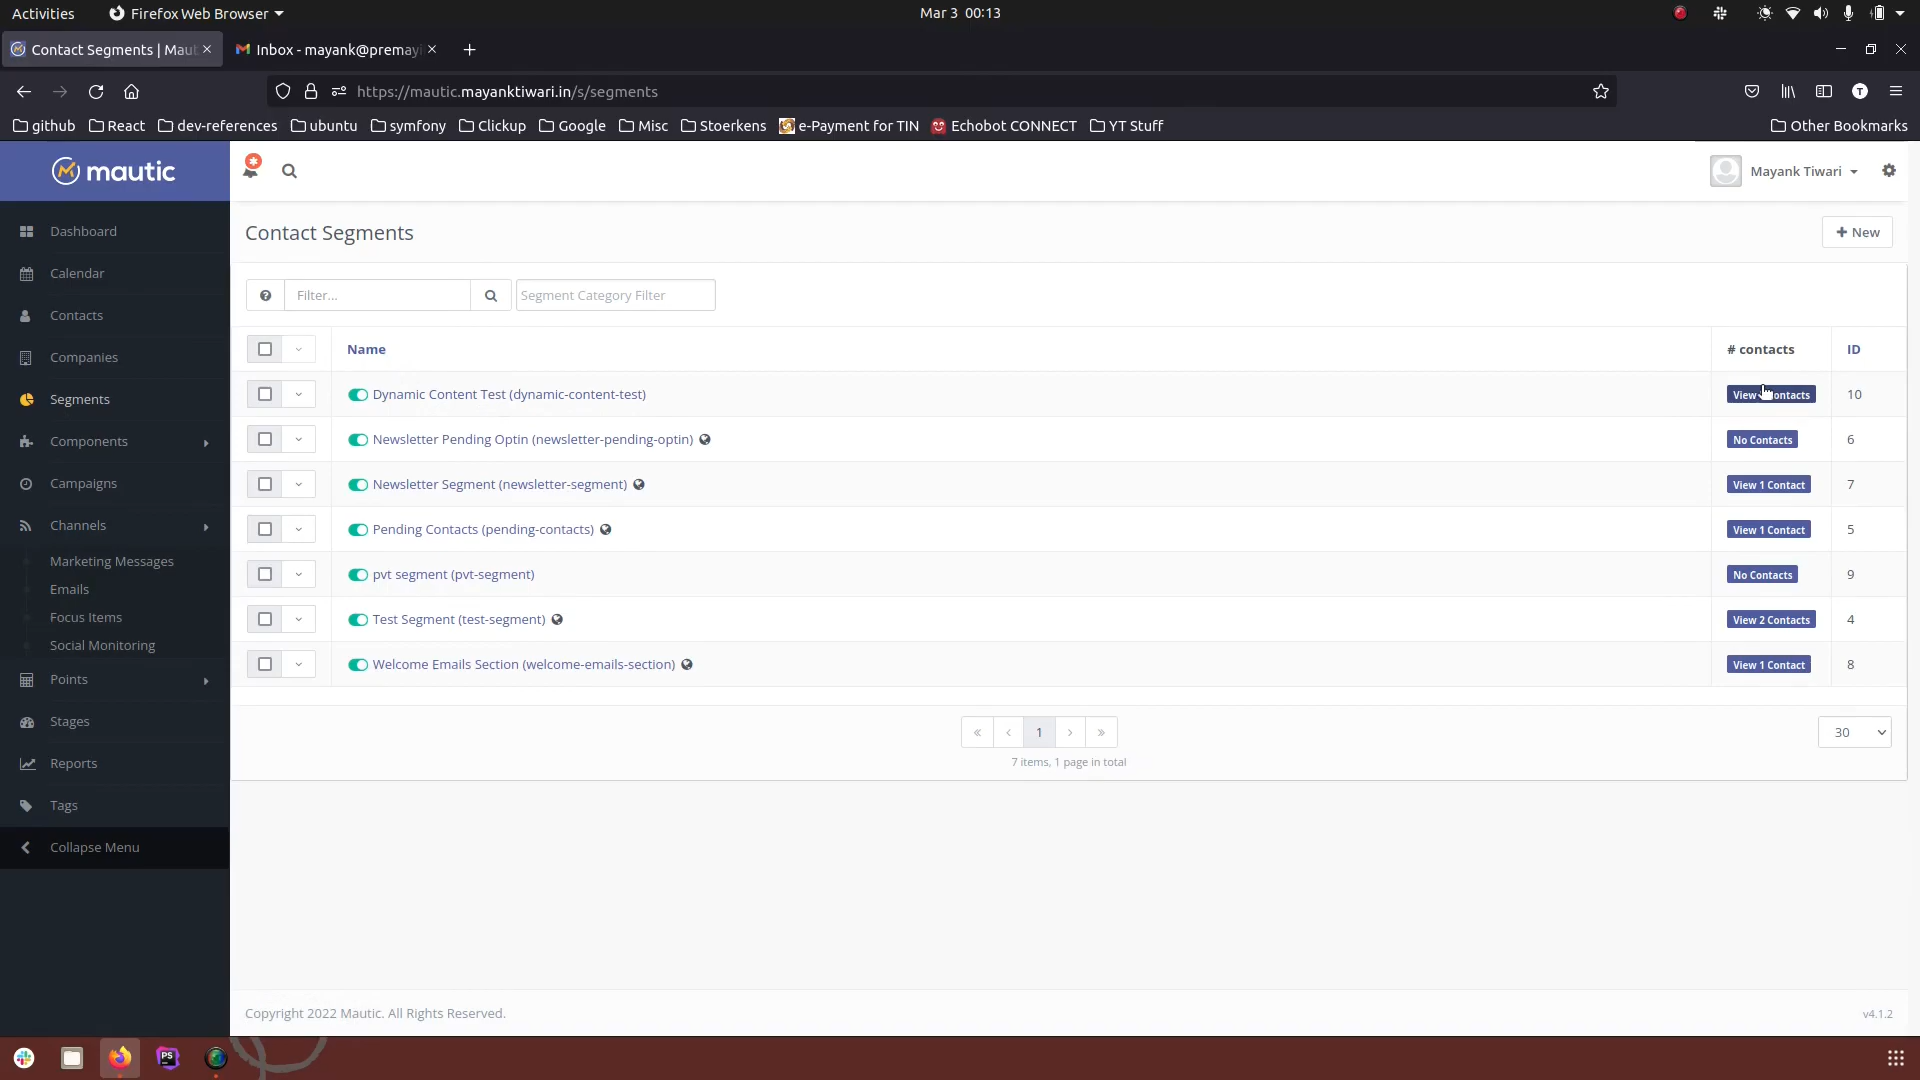 Activities
Firefox Web Browser
Mar 3 00:13
Contact Segments | Mau
Inbox - mayank@premay
https://mautic.mayanktiwari.in/s/segments
T
github
React
dev-references
ubuntu
symfony
Clickup
Google
Misc
Stoerkens
e-Payment for TIN
Echobot CONNECT
YT Stuff
Other Bookmarks
mautic
Mayank Tiwari
Dashboard
Calendar
Contacts
Companies
Segments
Components
Campaigns
Channels
Marketing Messages
Emails
Focus Items
Social Monitoring
Points
Stages
Reports
Tags
Collapse Menu
Contact Segments
+ New
Filter...
Segment Category Filter
Name
# contacts
ID
Dynamic Content Test (dynamic-content-test)
View ontacts
10
Newsletter Pending Optin (newsletter-pending-optin)
No Contacts
6
Newsletter Segment (newsletter-segment)
View 1 Contact
7
Pending Contacts (pending-contacts)
View 1 Contact
5
pvt segment (pvt-segment)
No Contacts
9
Test Segment (test-segment)
View 2 Contacts
4
Welcome Emails Section (welcome-emails-section)
View 1 Contact
8
« ‹ 1 › »
30
7 items, 1 page in total
Copyright 2022 Mautic. All Rights Reserved.
v4.1.2
PS